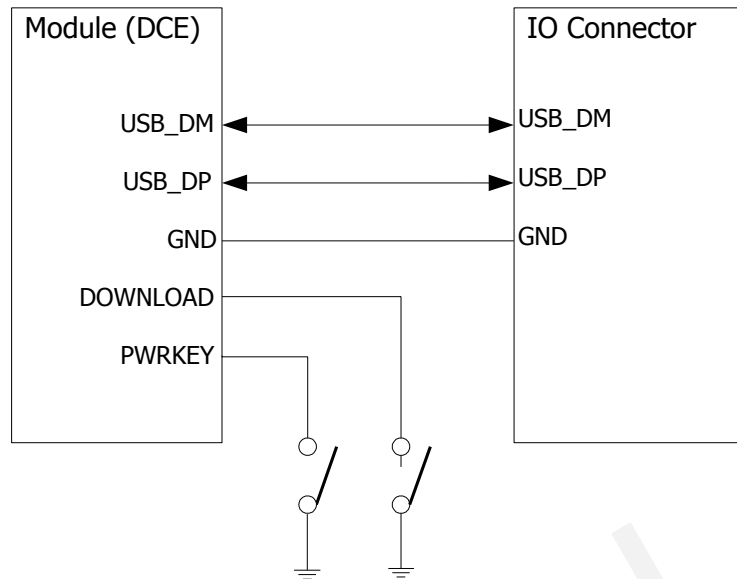 Module (DCE) IO Connector
USB_DM USB_DM
USB_DP USB_DP
GND GND
DOWNLOAD
PWRKEY